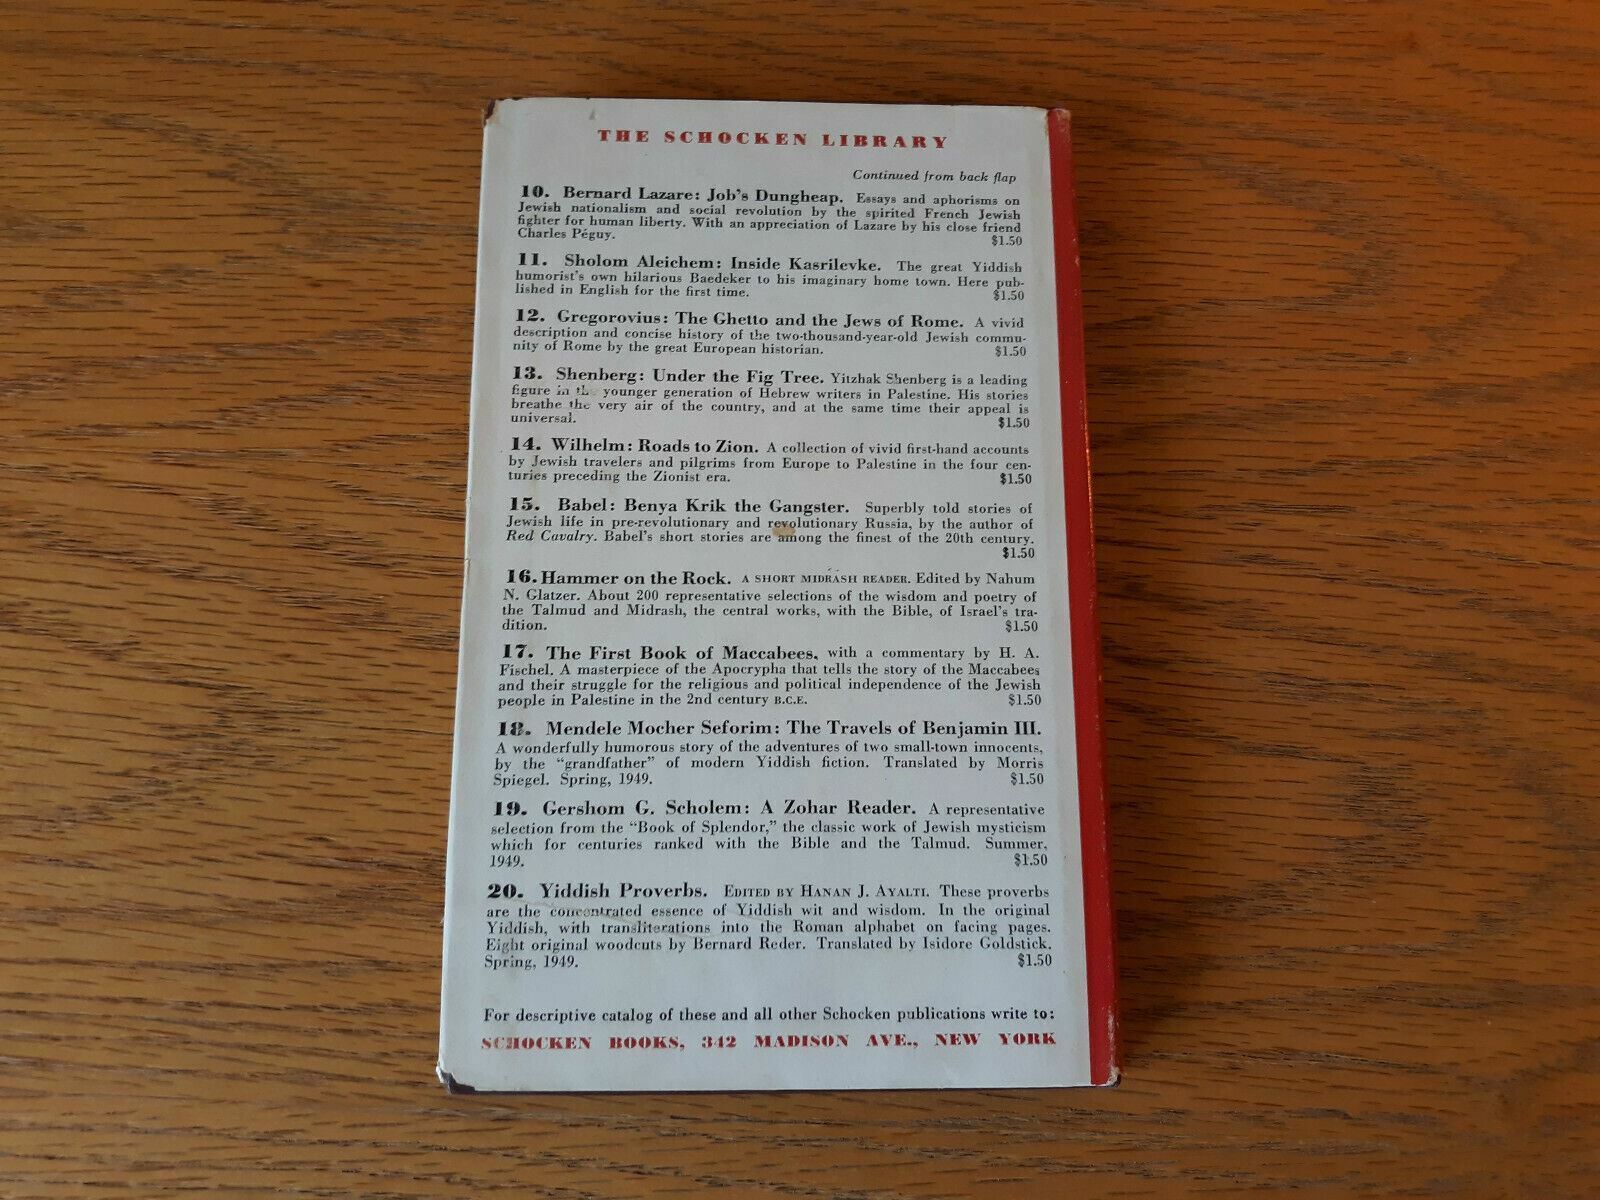 THE SCHOCKEN LIBRARY
Continued from back flap
10. Bernard Lazare: Job's Dungheap. Essays and aphorisms on
Jewish nationalism and social revolution by the spirited French Jewish
fighter for human liberty. With an appreciation of Lazare by his close friend
Charles Péguy. $1.50
11. Sholom Aleichem: Inside Kasrilevke. The great Yiddish
humorist's own hilarious Baedeker to his imaginary home town. Here pub-
lished in English for the first time. $1.50
12. Gregorovius: The Ghetto and the Jews of Rome. A vivid
description and concise history of the two-thousand-year-old Jewish commu-
nity of Rome by the great European historian. $1.50
13. Shenberg: Under the Fig Tree. Yitzhak Shenberg is a leading
figure in the younger generation of Hebrew writers in Palestine. His stories
breathe the very air of the country, and at the same time their appeal is
universal. $1.50
14. Wilhelm: Roads to Zion. A collection of vivid first-hand accounts
by Jewish travelers and pilgrims from Europe to Palestine in the four cen-
turies preceding the Zionist era. $1.50
15. Babel: Benya Krik the Gangster. Superbly told stories of
Jewish life in pre-revolutionary and revolutionary Russia, by the author of
Red Cavalry. Babel's short stories are among the finest of the 20th century.
$1.50
16. Hammer on the Rock. A SHORT MIDRASH READER. Edited by Nahum
N. Glatzer. About 200 representative selections of the wisdom and poetry of
the Talmud and Midrash, the central works, with the Bible, of Israel's tra-
dition. $1.50
17. The First Book of Maccabees, with a commentary by H. A.
Fischel. A masterpiece of the Apocrypha that tells the story of the Maccabees
and their struggle for the religious and political independence of the Jewish
people in Palestine in the 2nd century B.C.E. $1.50
18. Mendele Mocher Seforim: The Travels of Benjamin III.
A wonderfully humorous story of the adventures of two small-town innocents,
by the "grandfather" of modern Yiddish fiction. Translated by Morris
Spiegel. Spring, 1949. $1.50
19. Gershom G. Scholem: A Zohar Reader. A representative
selection from the "Book of Splendor," the classic work of Jewish mysticism
which for centuries ranked with the Bible and the Talmud. Summer,
1949. $1.50
20. Yiddish Proverbs. EDITED BY HANAN J. AYALTI. These proverbs
are the concentrated essence of Yiddish wit and wisdom. In the original
Yiddish, with transliterations into the Roman alphabet on facing pages.
Eight original woodcuts by Bernard Reder. Translated by Isidore Goldstick.
Spring, 1949. $1.50
For descriptive catalog of these and all other Schocken publications write to:
SCHOCKEN BOOKS, 342 MADISON AVE., NEW YORK